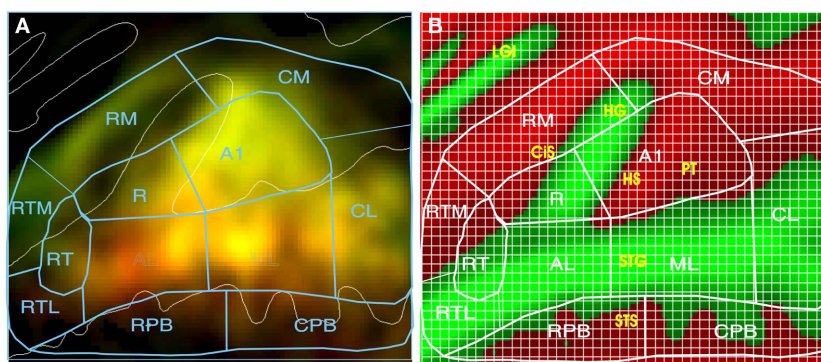 A
CM
RM
A1
R
RTM
CL
RT
AL
ML
RTL
RPB
CPB
B
LGI
CM
HG
RM
CiS
A1
PT
HS
R
RTM
CL
RT
AL
STG
ML
RTL
STS
RPB
CPB